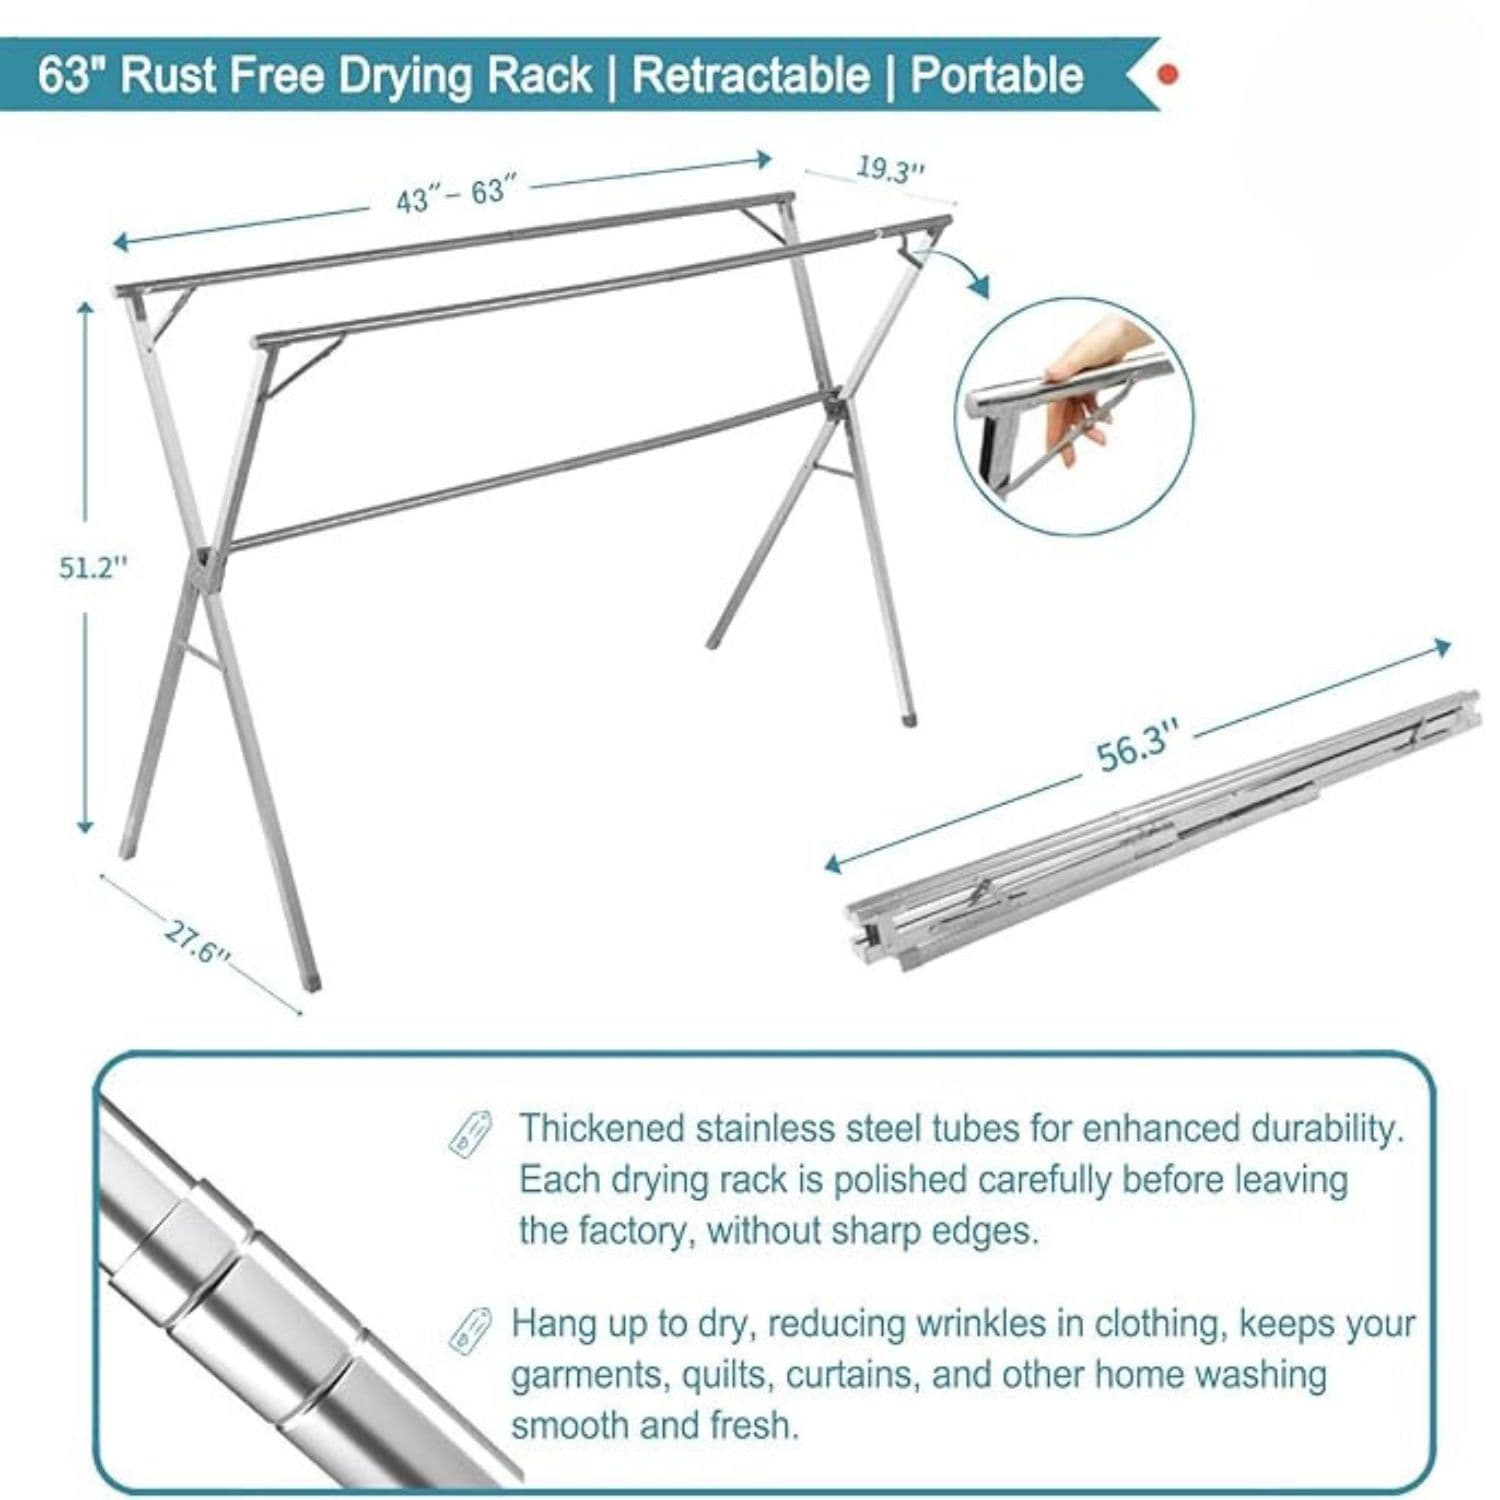 63" Rust Free Drying Rack | Retractable | Portable
43"- 63"
19.3"
51.2"
56.3"
27.6"
Thickened stainless steel tubes for enhanced durability.
Each drying rack is polished carefully before leaving
the factory, without sharp edges.
Hang up to dry, reducing wrinkles in clothing, keeps your
garments, quilts, curtains, and other home washing
smooth and fresh.